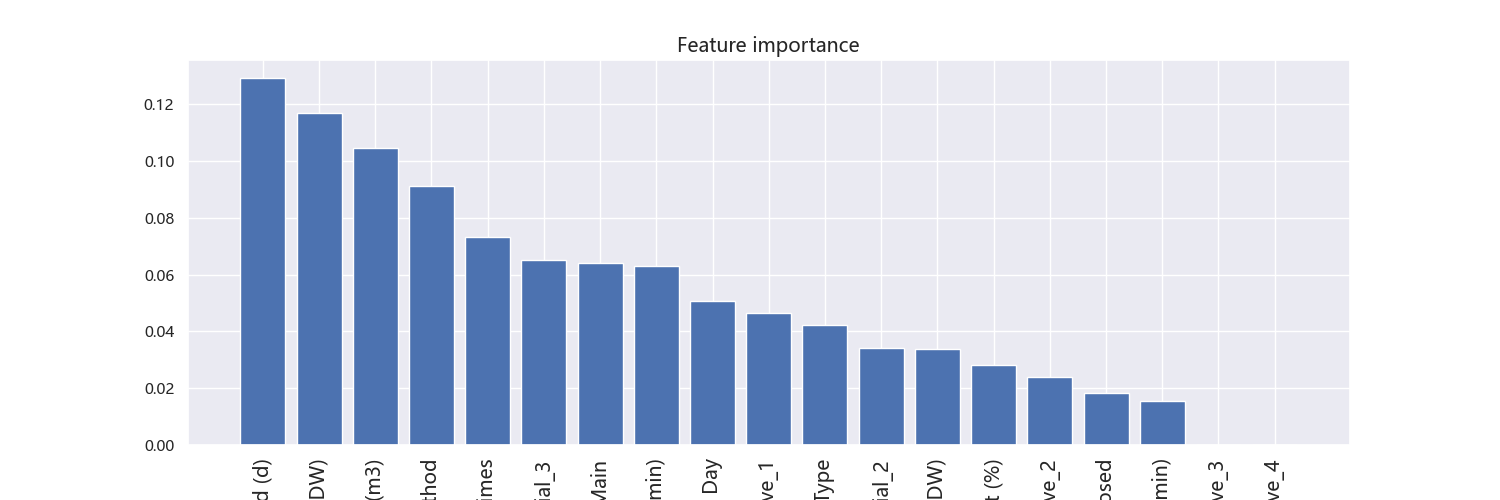 Feature importance
0.12
0.10
0.08
0.06
0.04
0.02
0.00
d (d)
DW)
(m3)
thod
imes
ial_3
Main
min)
Day
ve_1
Type
ial_2
DW)
t (%)
ve_2
osed
min)
ve_3
ve_4